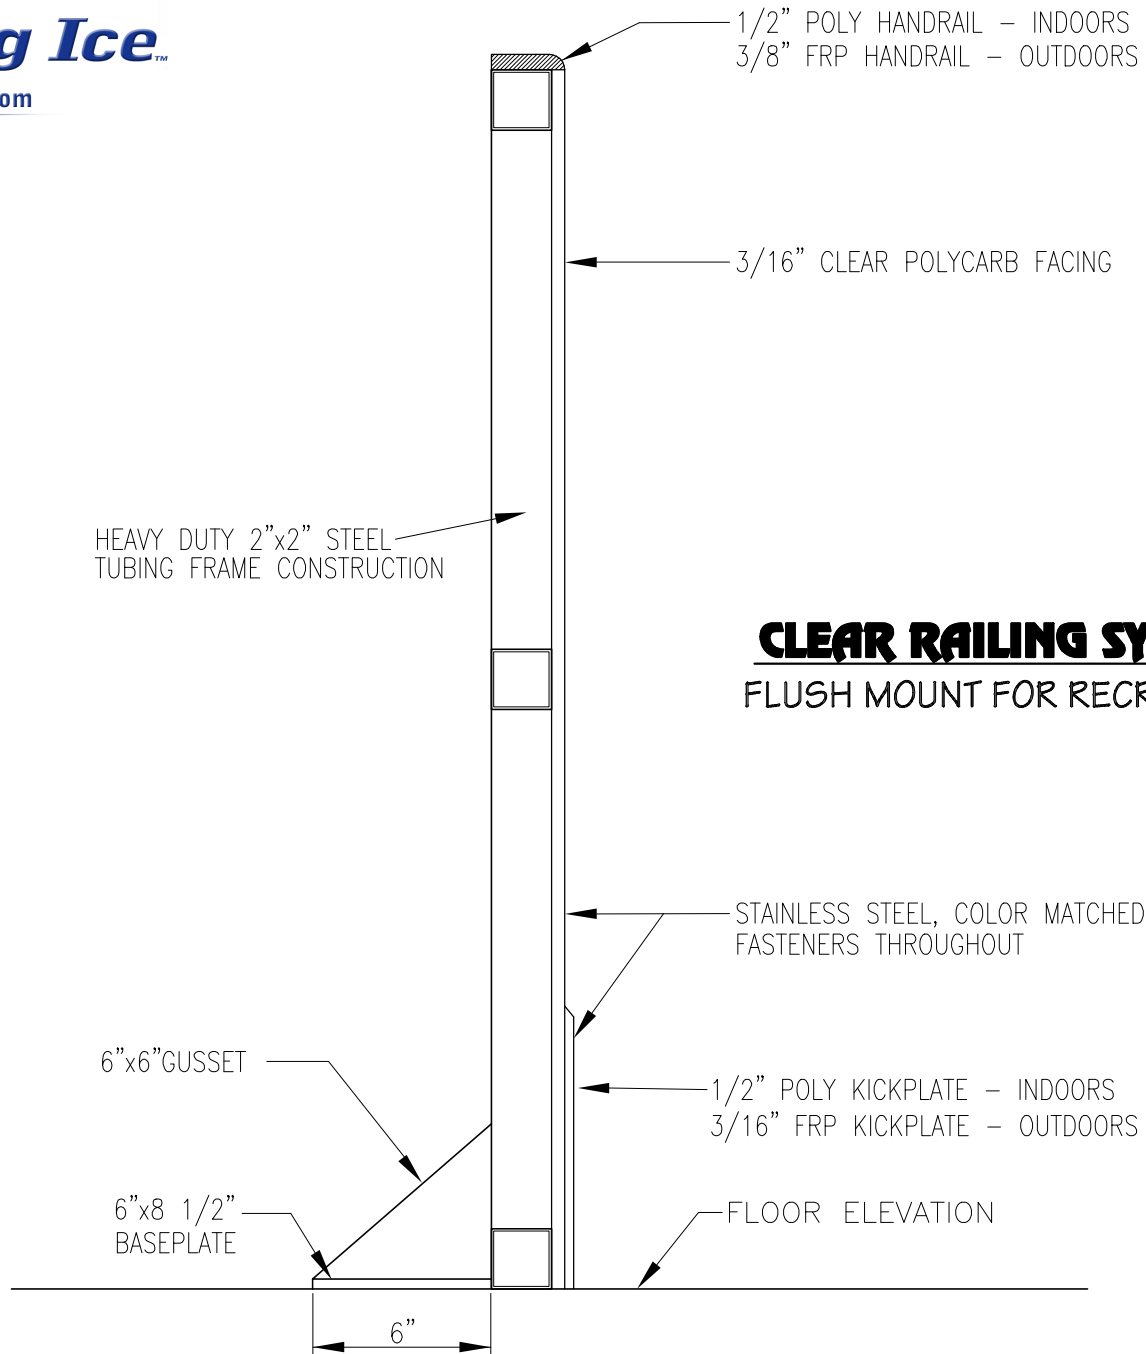 g Ice™
om
1/2” POLY HANDRAIL – INDOORS
3/8” FRP HANDRAIL – OUTDOORS
3/16” CLEAR POLYCARB FACING
HEAVY DUTY 2”x2” STEEL
TUBING FRAME CONSTRUCTION
CLEAR RAILING SY
FLUSH MOUNT FOR RECR
STAINLESS STEEL, COLOR MATCHED
FASTENERS THROUGHOUT
6”x6”GUSSET
1/2” POLY KICKPLATE – INDOORS
3/16” FRP KICKPLATE – OUTDOORS
6”x8 1/2”
BASEPLATE
FLOOR ELEVATION
6”